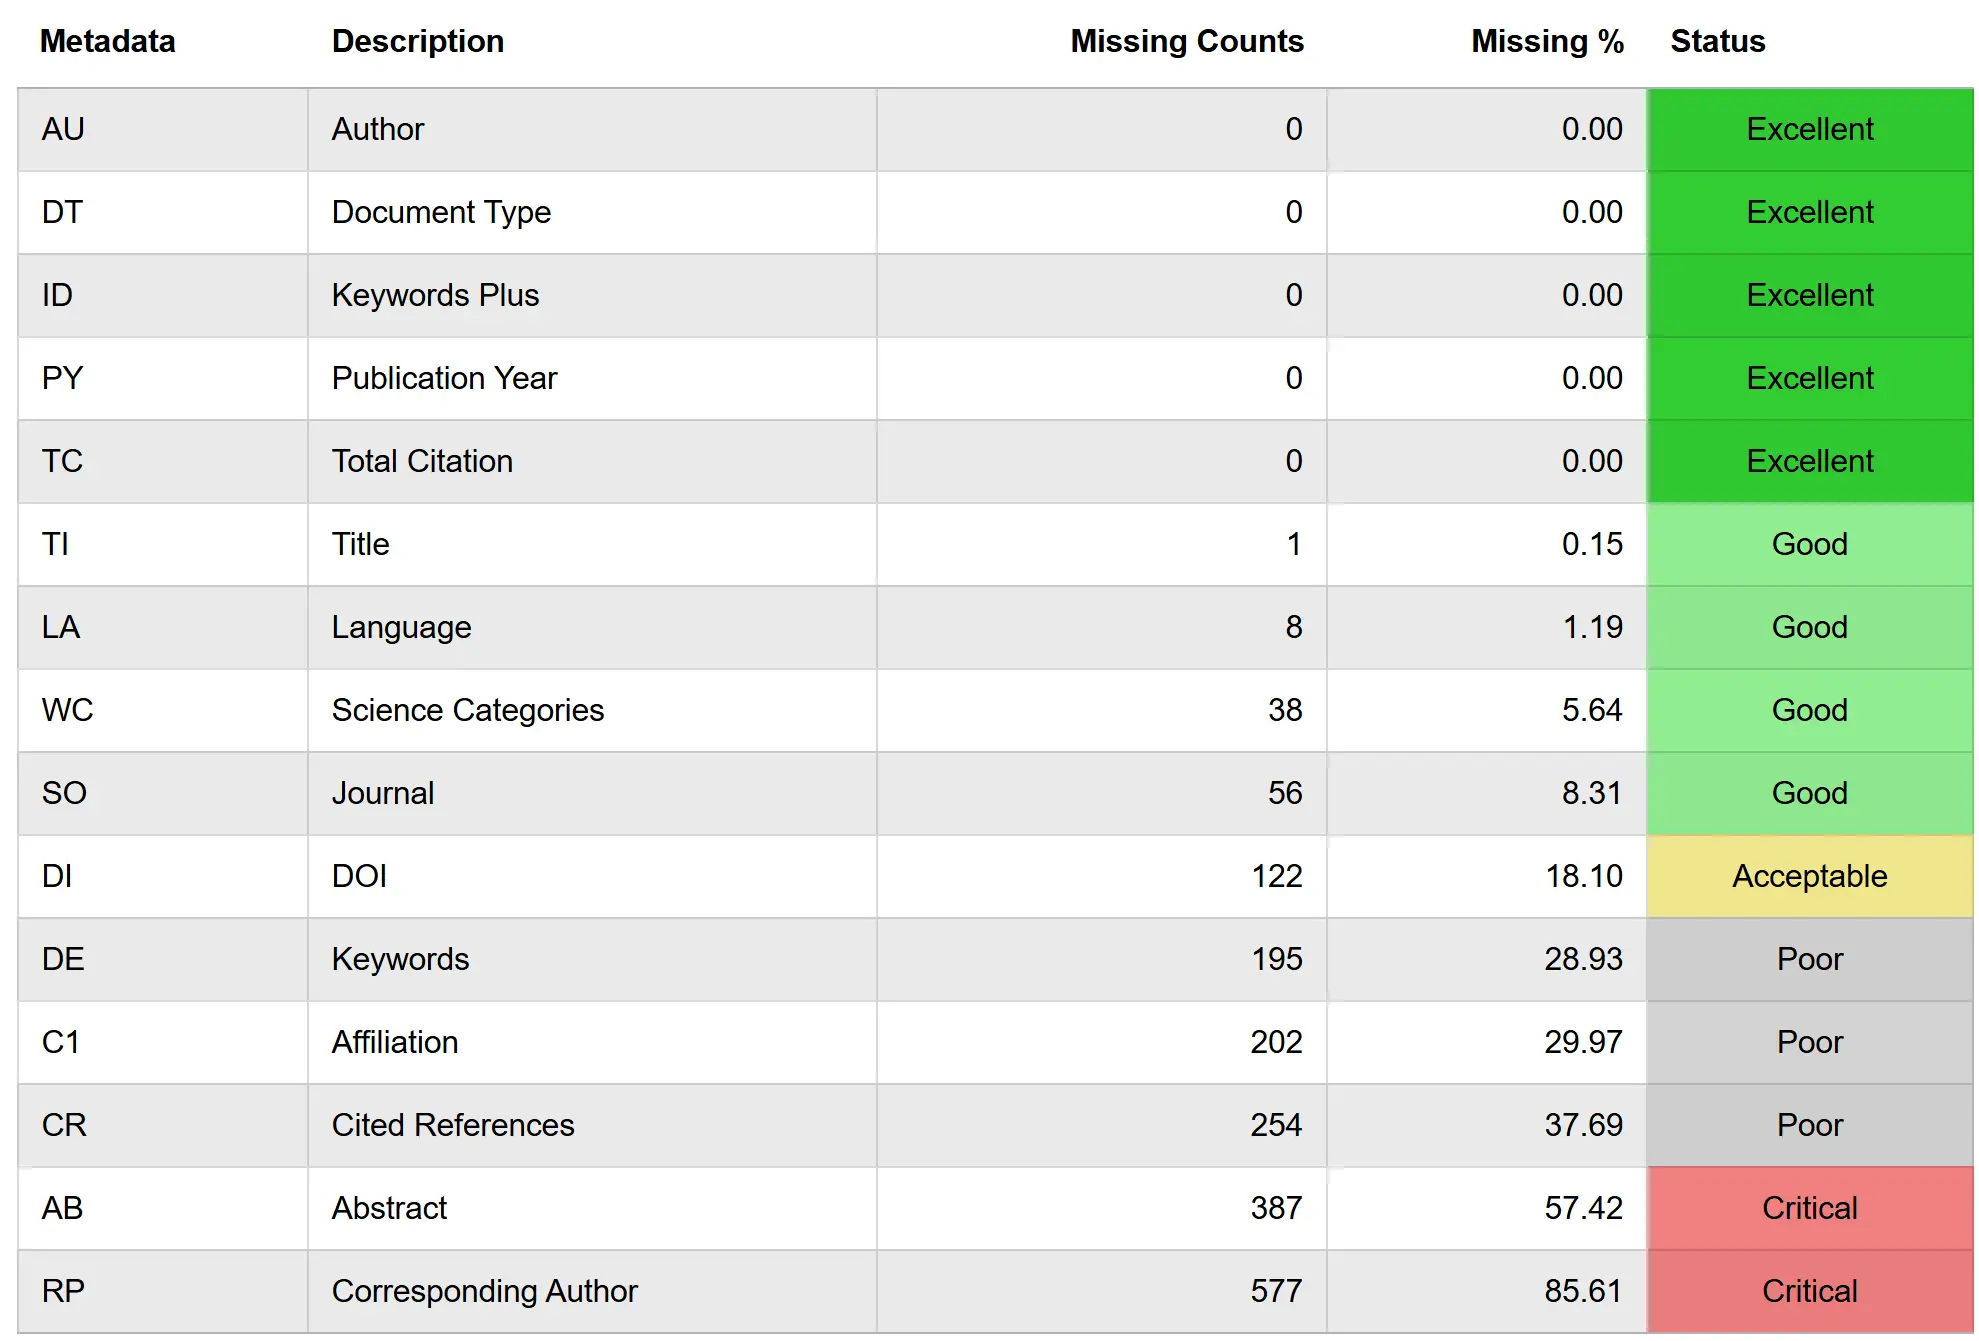 Metadata Description Missing Counts Missing % Status
AU Author 0 0.00 Excellent
DT Document Type 0 0.00 Excellent
ID Keywords Plus 0 0.00 Excellent
PY Publication Year 0 0.00 Excellent
TC Total Citation 0 0.00 Excellent
TI Title 1 0.15 Good
LA Language 8 1.19 Good
WC Science Categories 38 5.64 Good
SO Journal 56 8.31 Good
DI DOI 122 18.10 Acceptable
DE Keywords 195 28.93 Poor
C1 Affiliation 202 29.97 Poor
CR Cited References 254 37.69 Poor
AB Abstract 387 57.42 Critical
RP Corresponding Author 577 85.61 Critical